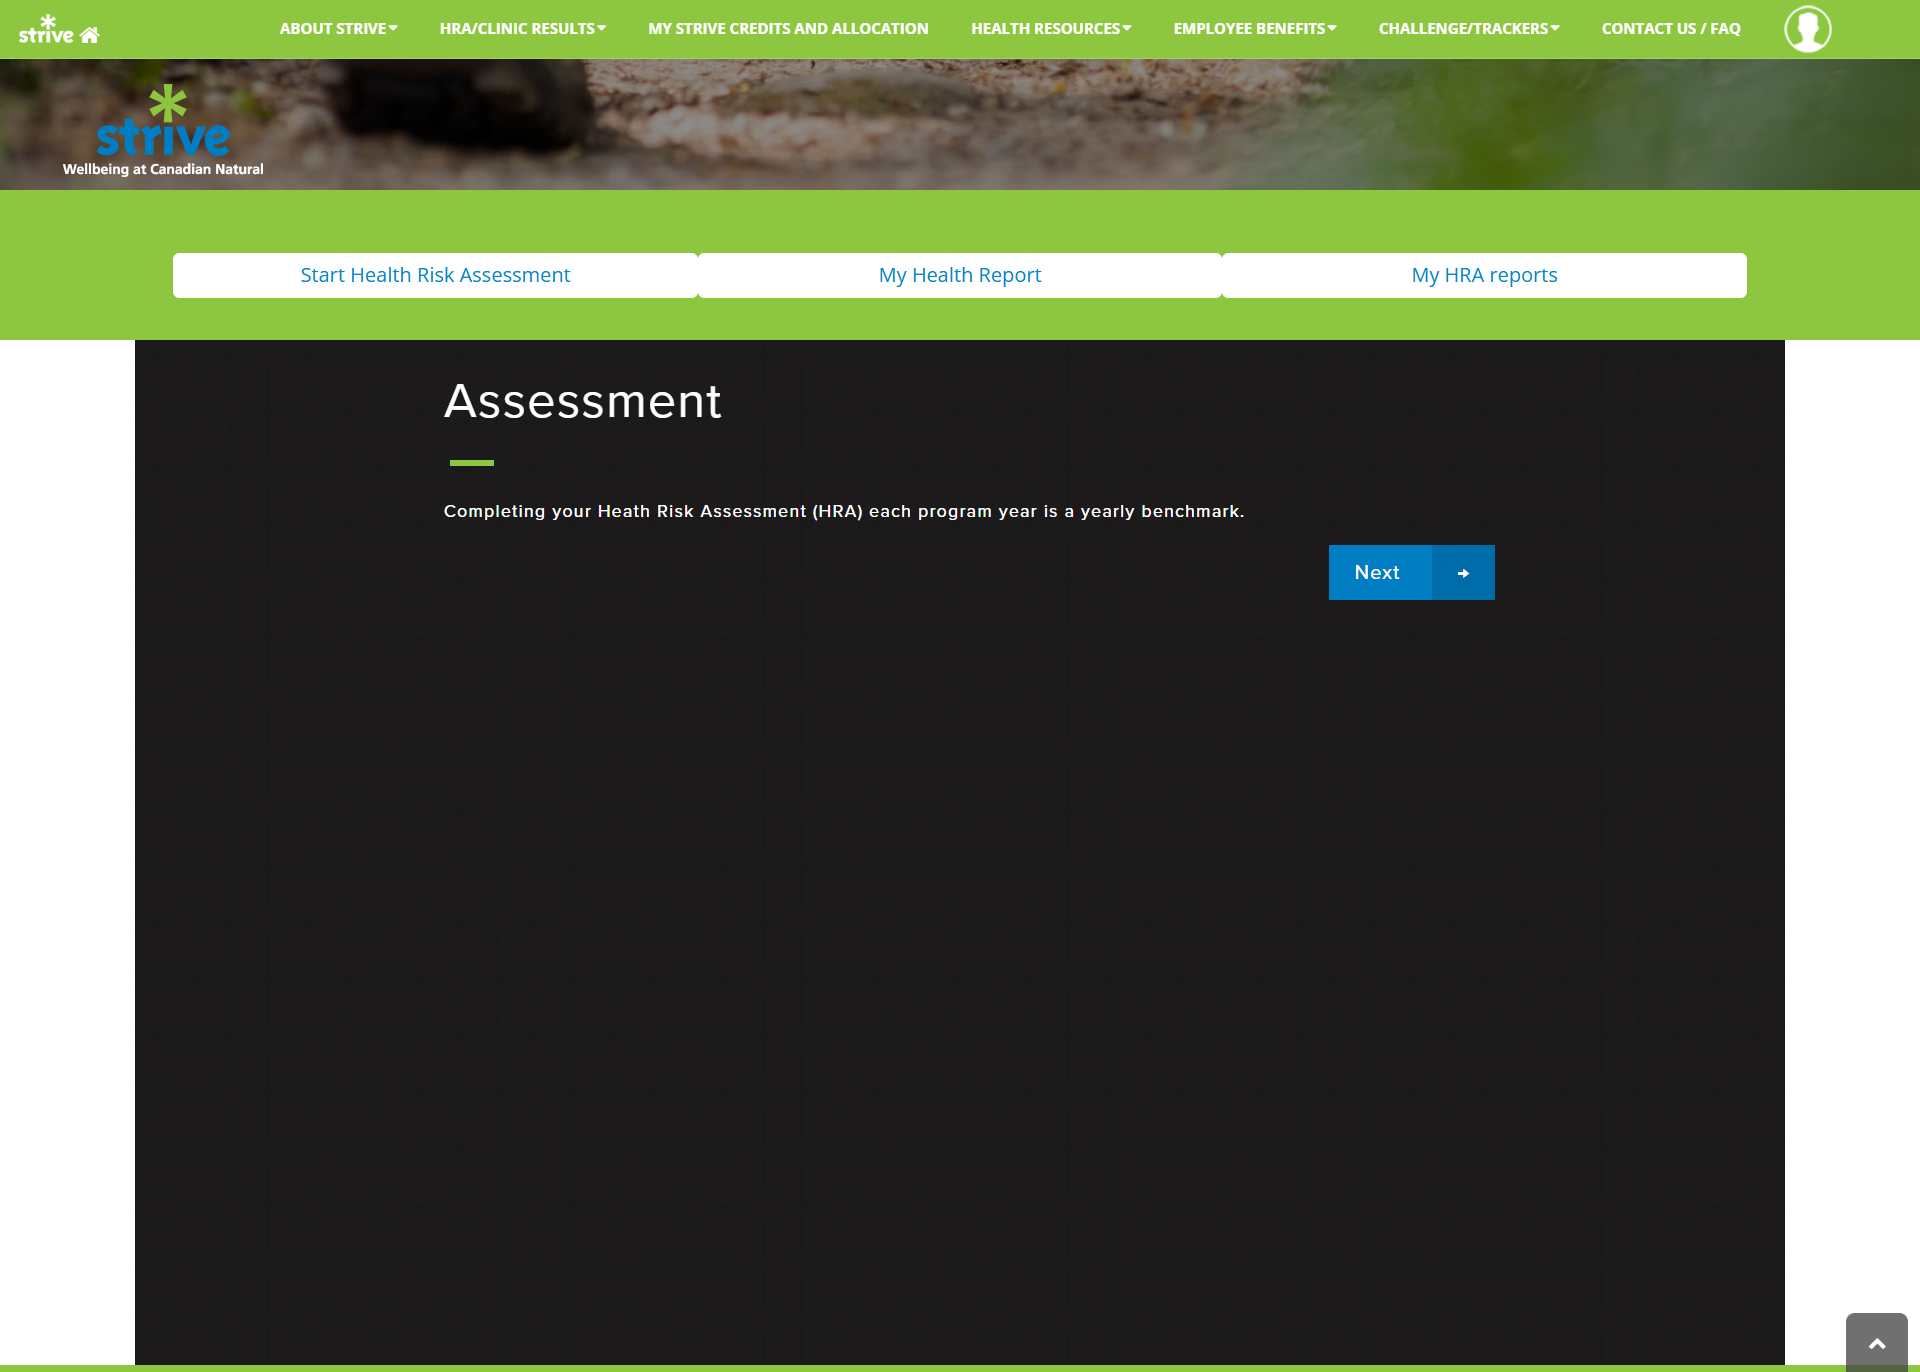 strive
ABOUT STRIVE
HRA/CLINIC RESULTS
MY STRIVE CREDITS AND ALLOCATION
HEALTH RESOURCES
EMPLOYEE BENEFITS
CHALLENGE/TRACKERS
CONTACT US / FAQ
strive
Wellbeing at Canadian Natural
Start Health Risk Assessment
My Health Report
My HRA reports
Assessment
Completing your Heath Risk Assessment (HRA) each program year is a yearly benchmark.
Next